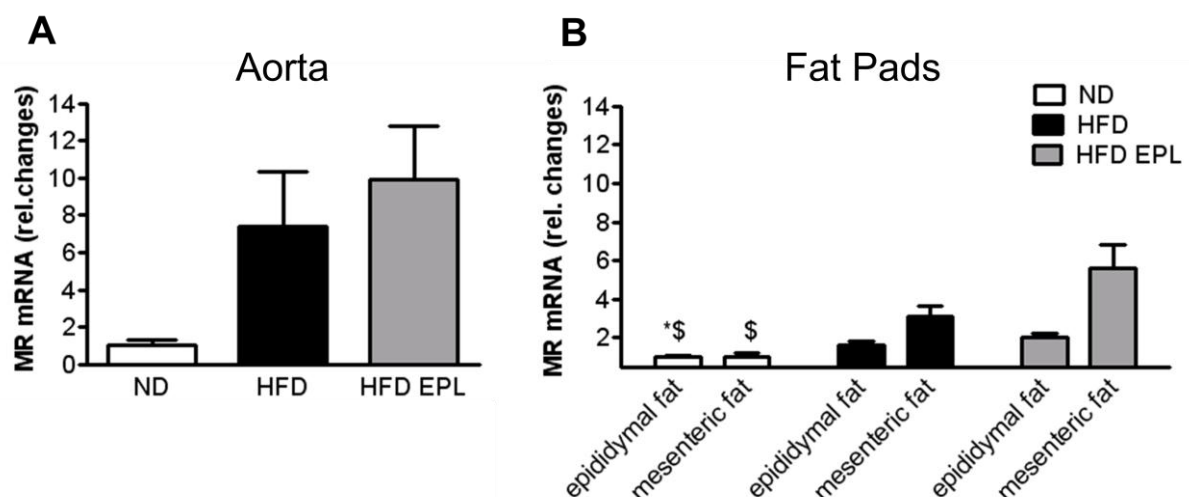 A
Aorta
MR mRNA (rel.changes)
14
12
10
8
6
4
2
0
ND
HFD
HFD EPL
B
Fat Pads
ND
HFD
HFD EPL
MR mRNA (rel. changes)
14
12
10
8
6
4
2
*$
$
epididymal fat
mesenteric fat
epididymal fat
mesenteric fat
epididymal fat
mesenteric fat